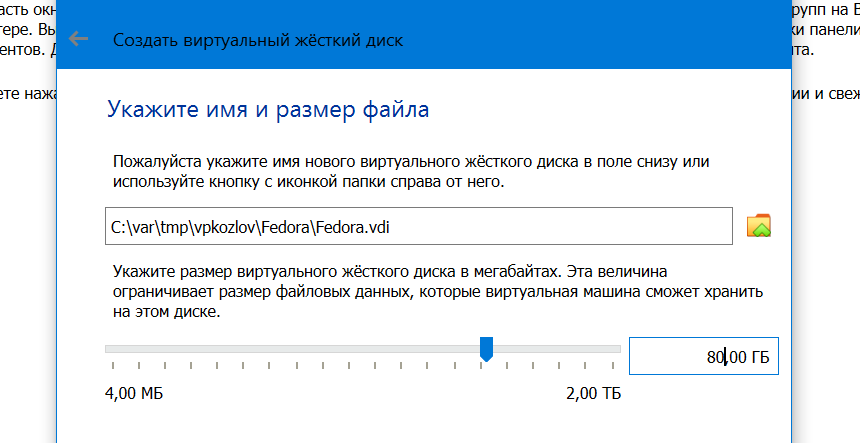 асть окн
рупп на В
тере. Вы
ки панели
ентов. Д
нта.
ете нажа
ии и свеж
Создать виртуальный жёсткий диск
Укажите имя и размер файла
Пожалуйста укажите имя нового виртуального жёсткого диска в поле снизу или
используйте кнопку с иконкой папки справа от него.
C:\var\tmp\vpkozlov\Fedora\Fedora.vdi
Укажите размер виртуального жёсткого диска в мегабайтах. Эта величина
ограничивает размер файловых данных, которые виртуальная машина сможет хранить
на этом диске.
80,00 ГБ
4,00 МБ
2,00 ТБ